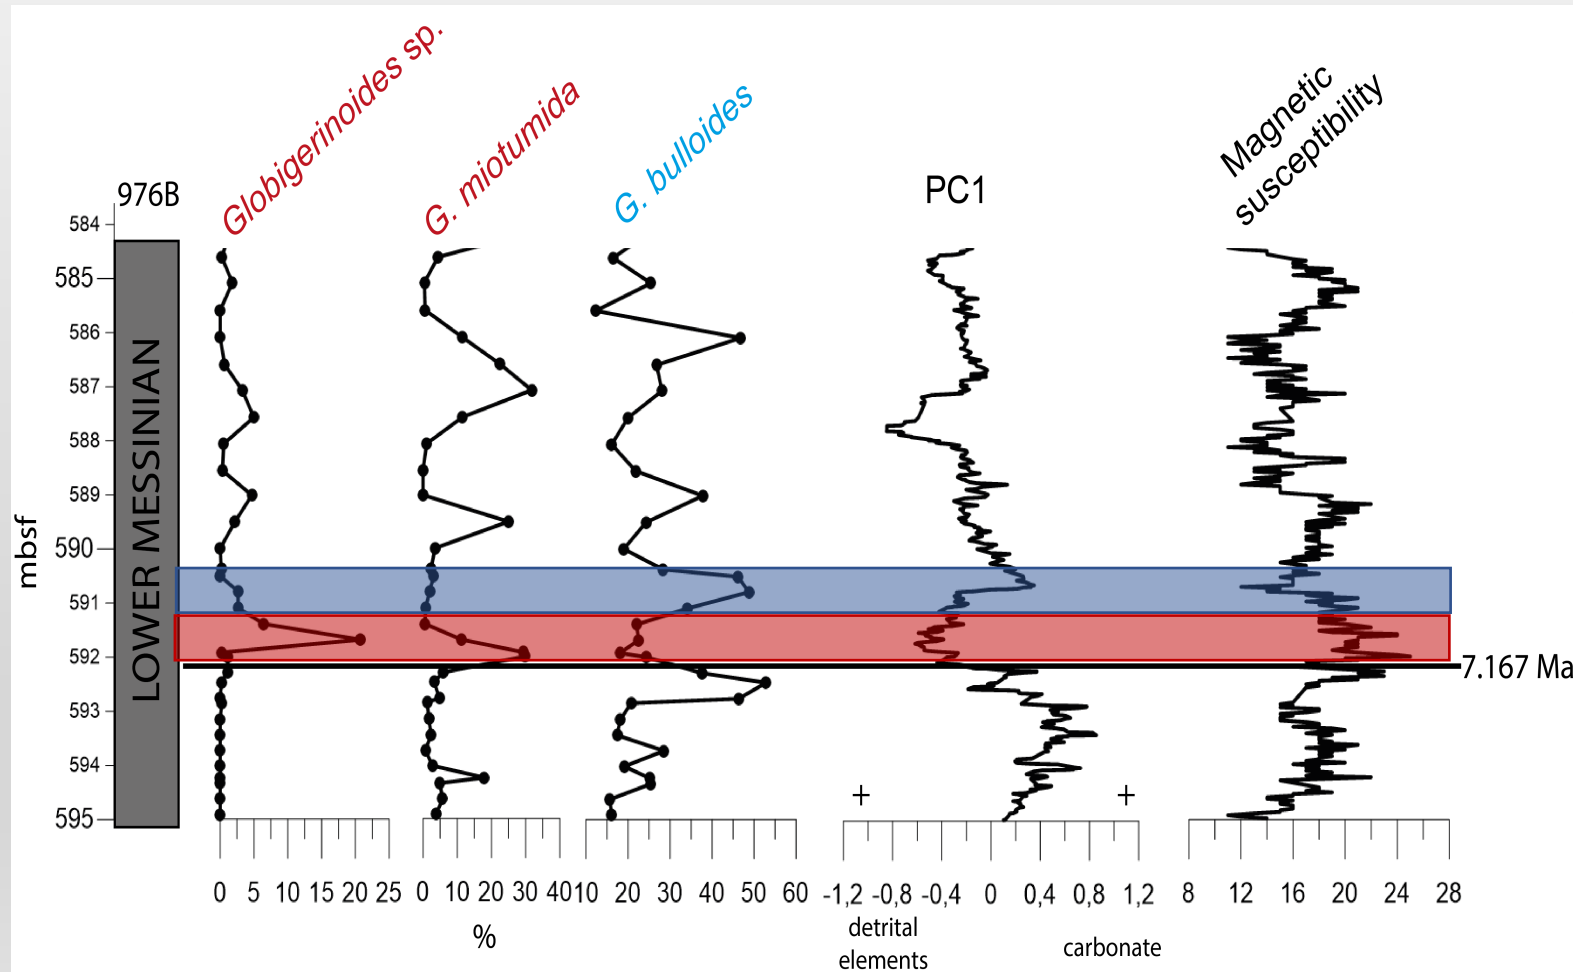 Globigerinoides sp.
G. miotumida
G. bulloides
PC1
Magnetic
susceptibility
976B
584
585
586
587
588
589
590
591
592
593
594
595
mbsf
LOWER MESSINIAN
7.167 Ma
+ +
0 5 10 15 20 25
0 10 20 30 40
10 20 30 40 50 60
-1,2 -0,8 -0,4 0 0,4 0,8 1,2
8 12 16 20 24 28
%
detrital
elements
carbonate